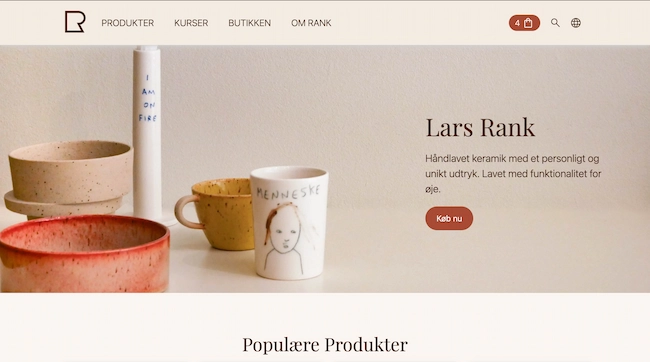 R
PRODUKTER
KURSER
BUTIKKEN
OM RANK
4
I
AM
ON
FIRE
MENNESKE
Lars Rank
Håndlavet keramik med et personligt og
unikt udtryk. Lavet med funktionalitet for
øje.
Køb nu
Populære Produkter